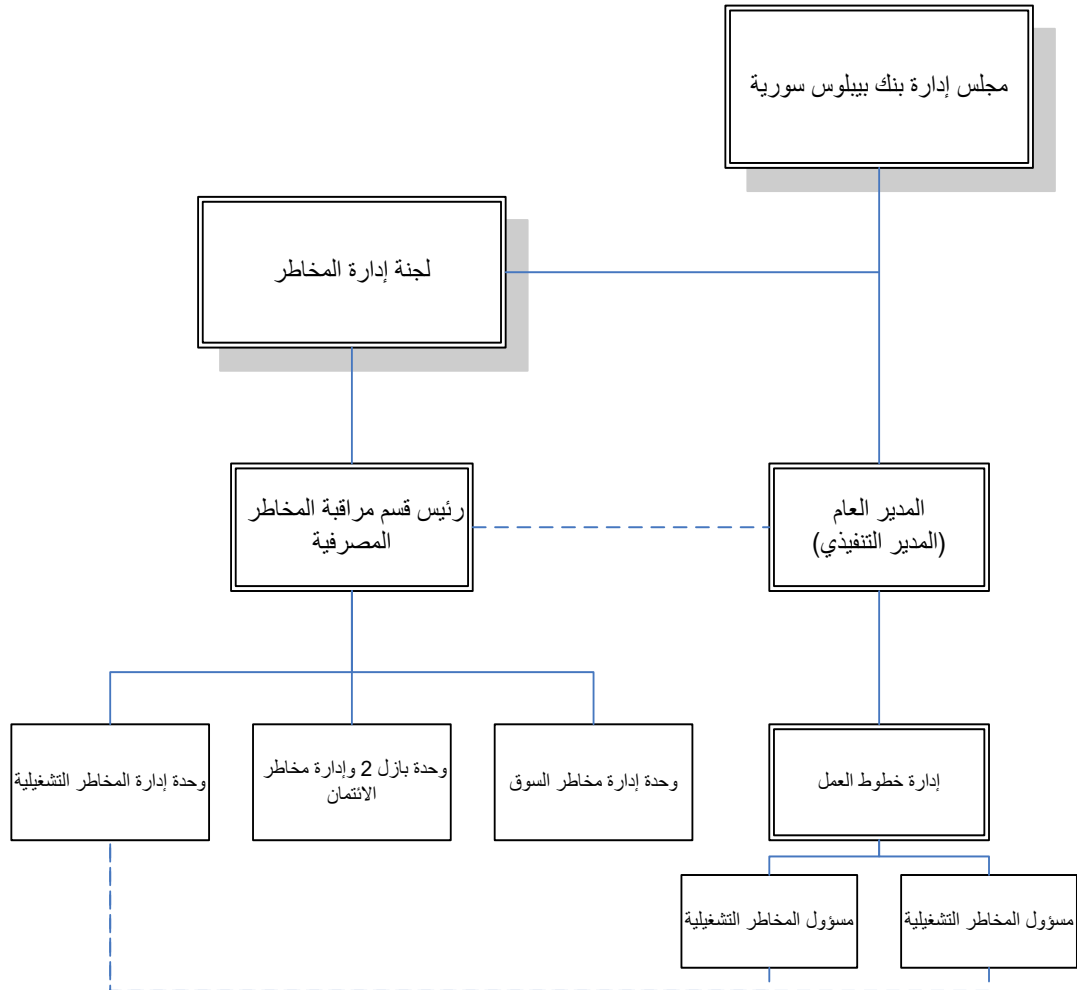 مجلس إدارة بنك بيبلوس سورية
لجنة إدارة المخاطر
المدير العام
(المدير التنفيذي)
رئيس قسم مراقبة المخاطر
المصرفية
إدارة خطوط العمل
وحدة إدارة مخاطر السوق
وحدة بازل 2 وإدارة مخاطر
الائتمان
وحدة إدارة المخاطر التشغيلية
مسؤول المخاطر التشغيلية
مسؤول المخاطر التشغيلية